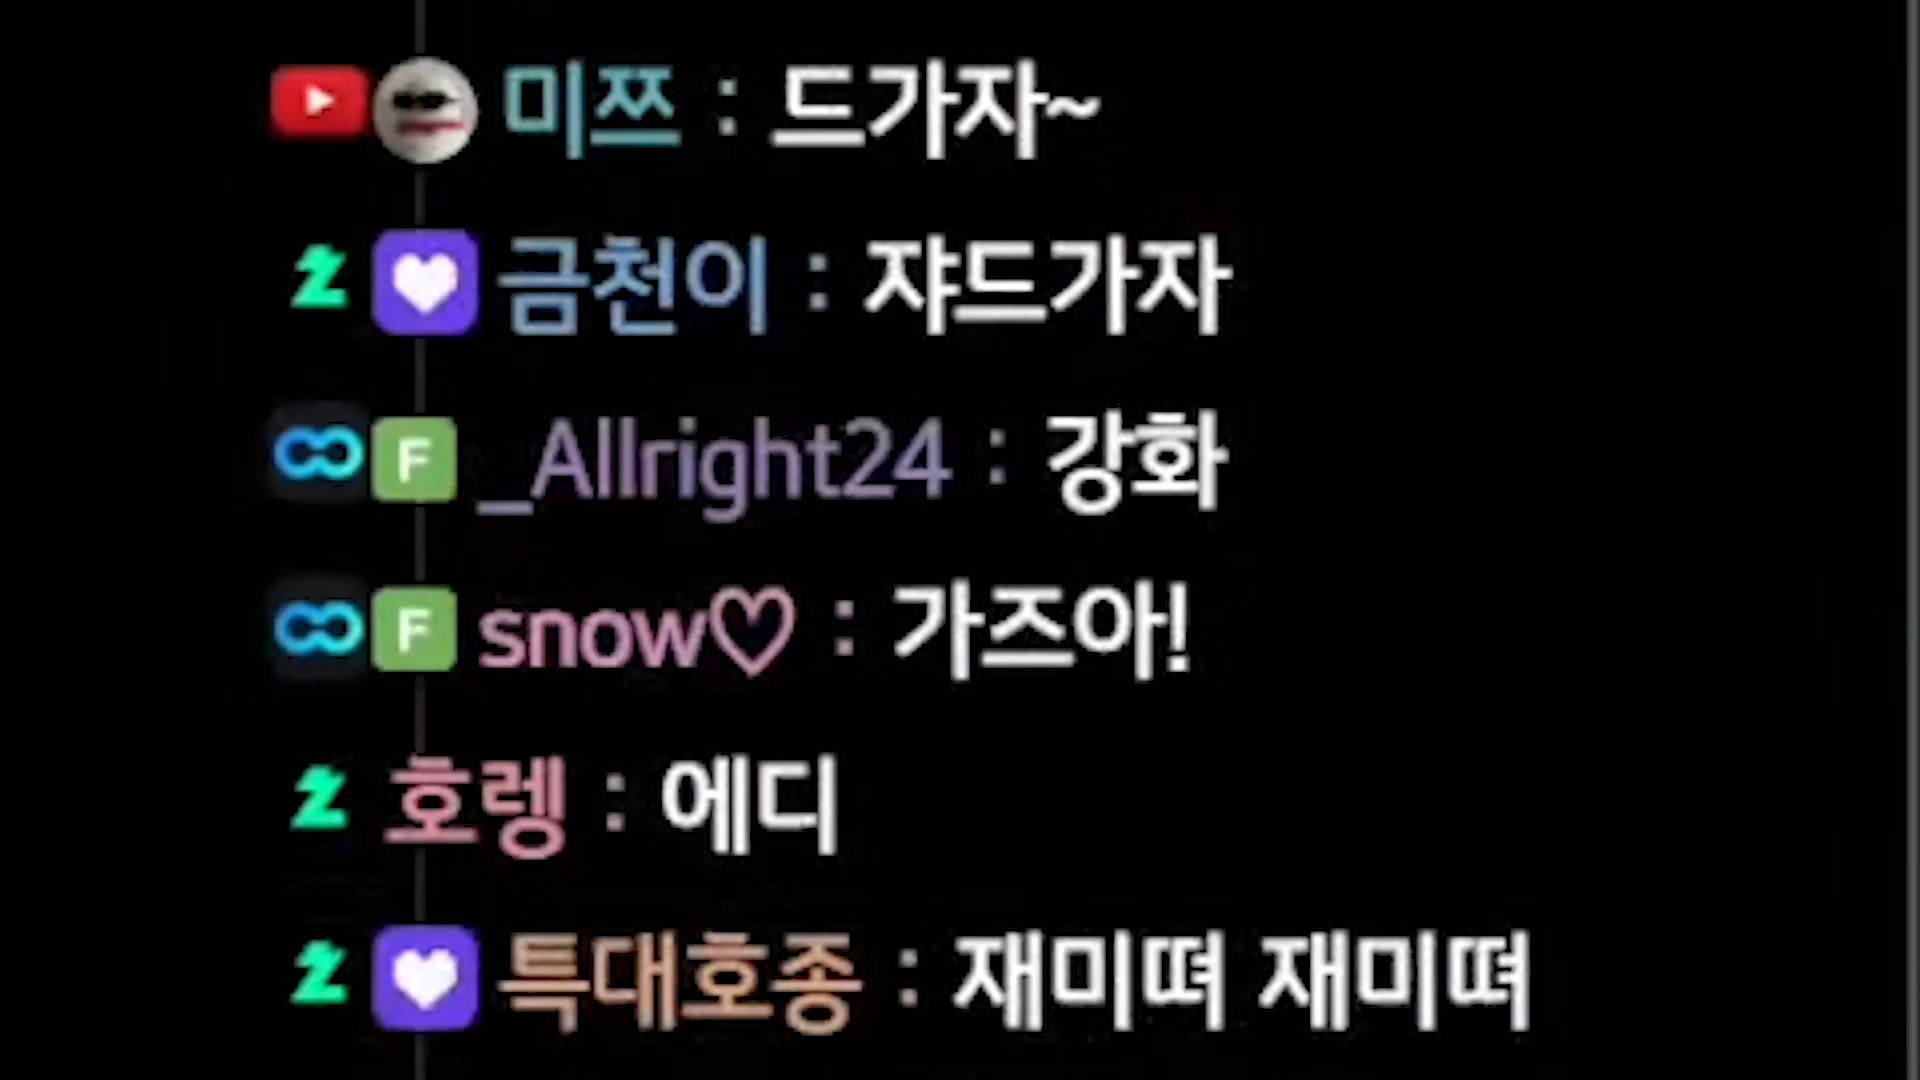 미쯔 : 드가자~
금천이 : 쟈드가자
F _Allright24 : 강화
F snow♡ : 가즈아!
호렝 : 에디
특대호종 : 재미뗘 재미뗘